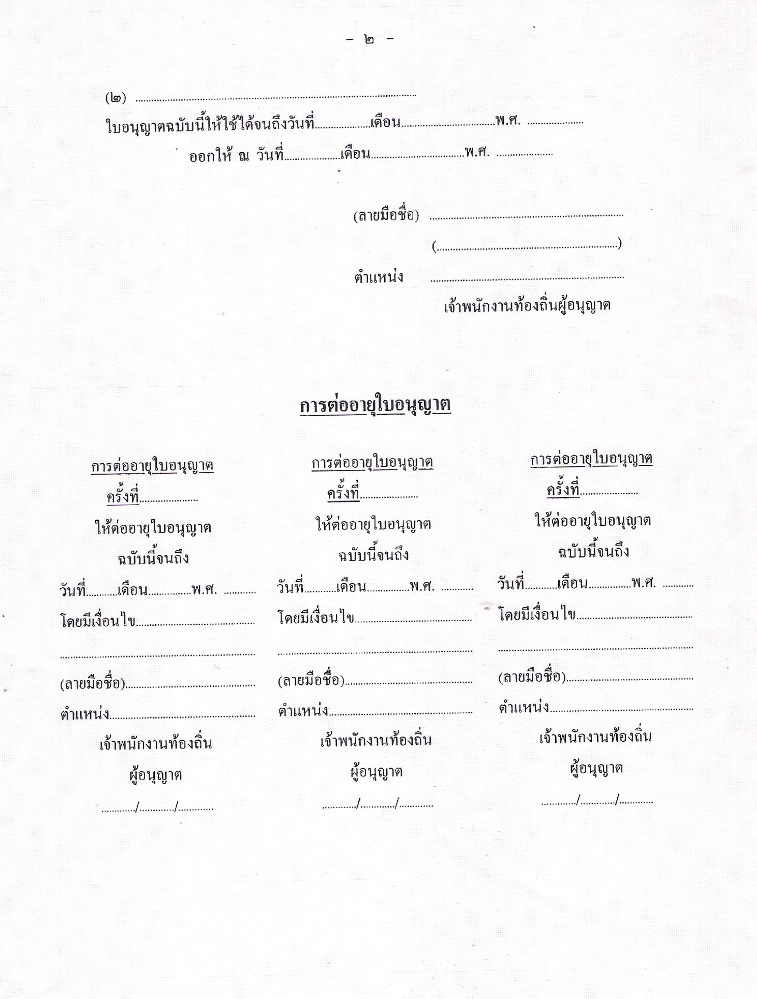 - ๒ -
(๒) ................................................................
ใบอนุญาตฉบับนี้ให้ใช้ได้จนถึงวันที่.....................เดือน...................................พ.ศ. .....................
ออกให้ ณ วันที่.....................เดือน...................................พ.ศ. .....................
(ลายมือชื่อ) ........................................................................
(...................................................................)
ตำแหน่ง ........................................................................
เจ้าพนักงานท้องถิ่นผู้อนุญาต
การต่ออายุใบอนุญาต
การต่ออายุใบอนุญาต
ครั้งที่......................
ให้ต่ออายุใบอนุญาต
ฉบับนี้จนถึง
วันที่............เดือน................พ.ศ. ............
โดยมีเงื่อนไข............................................
........................................................................
(ลายมือชื่อ)................................................
ตำแหน่ง......................................................
เจ้าพนักงานท้องถิ่น
ผู้อนุญาต
............./............./.............
การต่ออายุใบอนุญาต
ครั้งที่......................
ให้ต่ออายุใบอนุญาต
ฉบับนี้จนถึง
วันที่............เดือน................พ.ศ. ............
โดยมีเงื่อนไข............................................
........................................................................
(ลายมือชื่อ)................................................
ตำแหน่ง......................................................
เจ้าพนักงานท้องถิ่น
ผู้อนุญาต
............./............./.............
การต่ออายุใบอนุญาต
ครั้งที่......................
ให้ต่ออายุใบอนุญาต
ฉบับนี้จนถึง
วันที่............เดือน................พ.ศ. ............
โดยมีเงื่อนไข............................................
........................................................................
(ลายมือชื่อ)................................................
ตำแหน่ง......................................................
เจ้าพนักงานท้องถิ่น
ผู้อนุญาต
............./............./.............